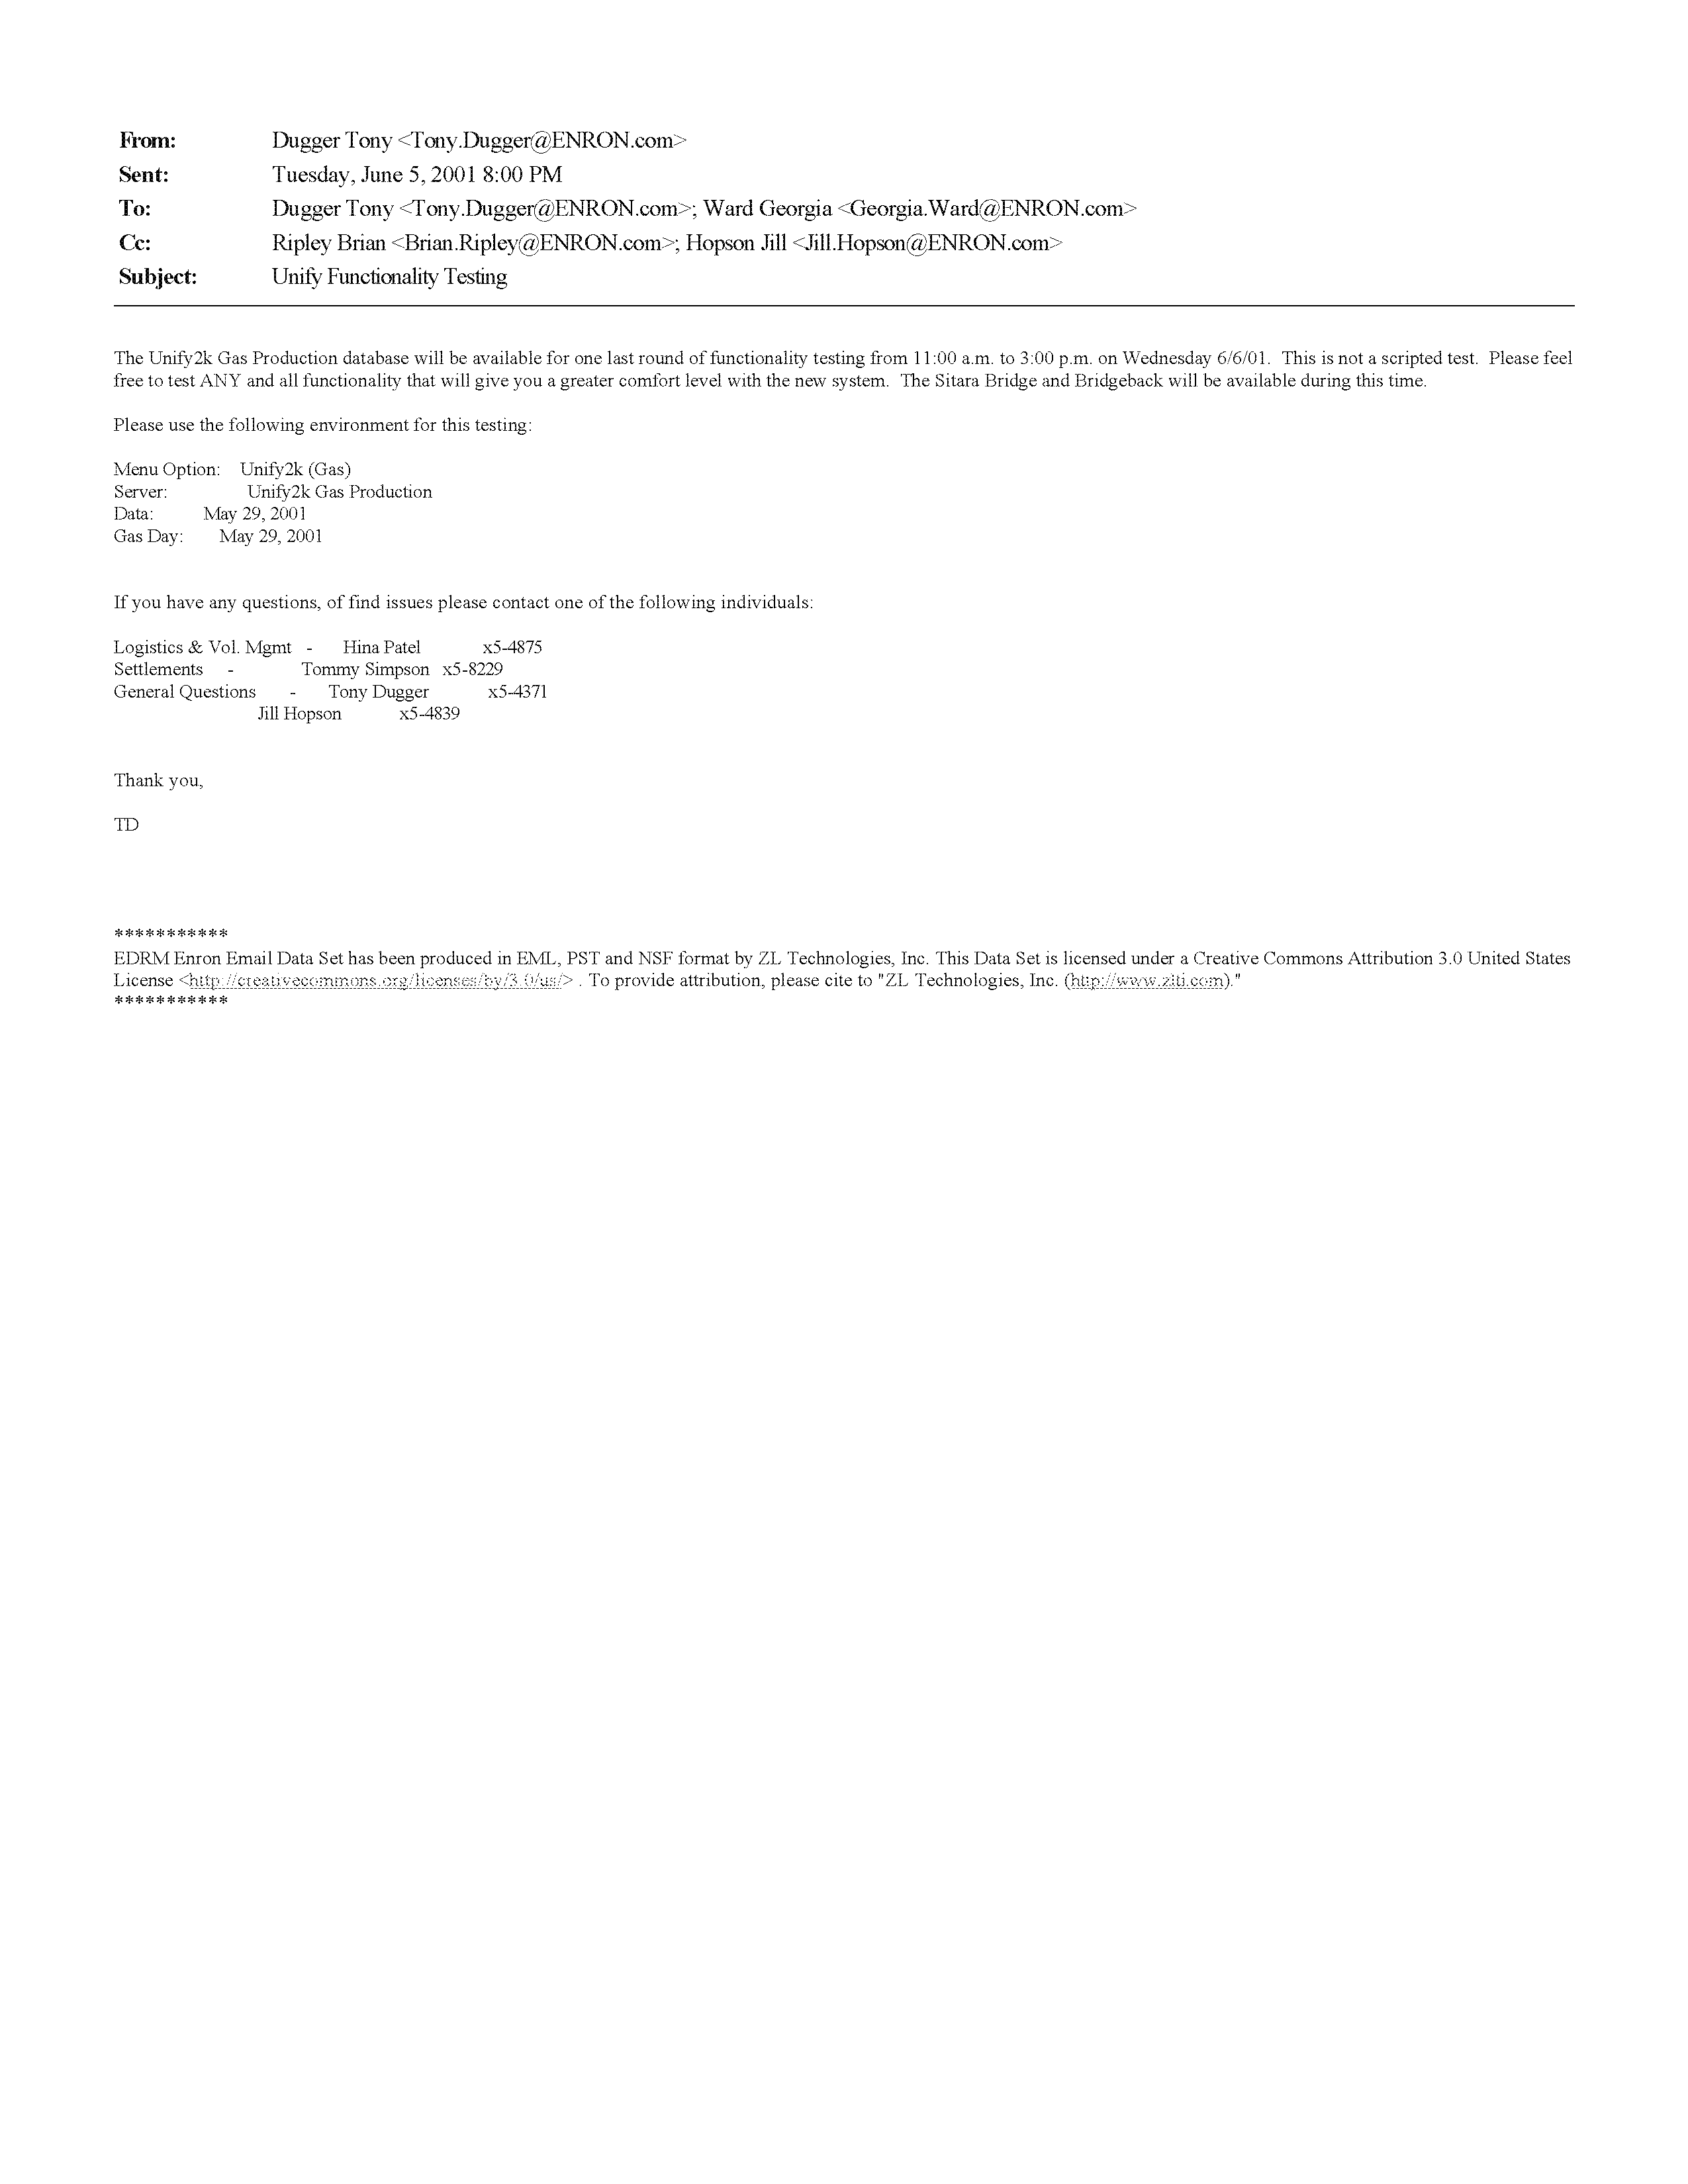 From: Dugger Tony <Tony.Dugger@ENRON.com>
Sent: Tuesday, June 5, 2001 8:00 PM
To: Dugger Tony <Tony.Dugger@ENRON.com>; Ward Georgia <Georgia.Ward@ENRON.com>
Cc: Ripley Brian <Brian.Ripley@ENRON.com>; Hopson Jill <Jill.Hopson@ENRON.com>
Subject: Unify Functionality Testing
The Unify2k Gas Production database will be available for one last round of functionality testing from 11:00 a.m. to 3:00 p.m. on Wednesday 6/6/01.  This is not a scripted test.  Please feel
free to test ANY and all functionality that will give you a greater comfort level with the new system.  The Sitara Bridge and Bridgeback will be available during this time.
Please use the following environment for this testing:
Menu Option: Unify2k (Gas)
Server: Unify2k Gas Production
Data: May 29, 2001
Gas Day: May 29, 2001
If you have any questions, of find issues please contact one of the following individuals:
Logistics & Vol. Mgmt - Hina Patel x5-4875
Settlements - Tommy Simpson x5-8229
General Questions - Tony Dugger x5-4371
Jill Hopson x5-4839
Thank you,
TD
***********
EDRM Enron Email Data Set has been produced in EML, PST and NSF format by ZL Technologies, Inc. This Data Set is licensed under a Creative Commons Attribution 3.0 United States
License <http://creativecommons.org/licenses/by/3.0/us/> . To provide attribution, please cite to "ZL Technologies, Inc. (http://www.zlti.com)."
***********